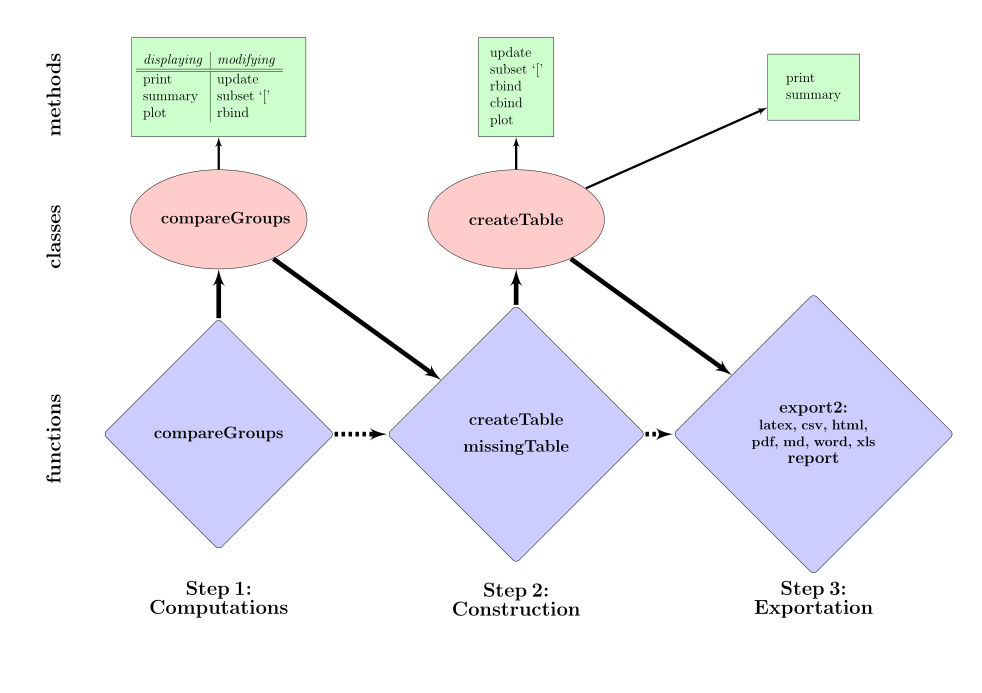 methods
displaying modifying
print update
summary subset ‘[’
plot rbind
update
subset ‘[’
rbind
cbind
plot
print
summary
classes
compareGroups
createTable
functions
compareGroups
createTable
missingTable
export2:
latex, csv, html,
pdf, md, word, xls
report
Step 1:
Computations
Step 2:
Construction
Step 3:
Exportation